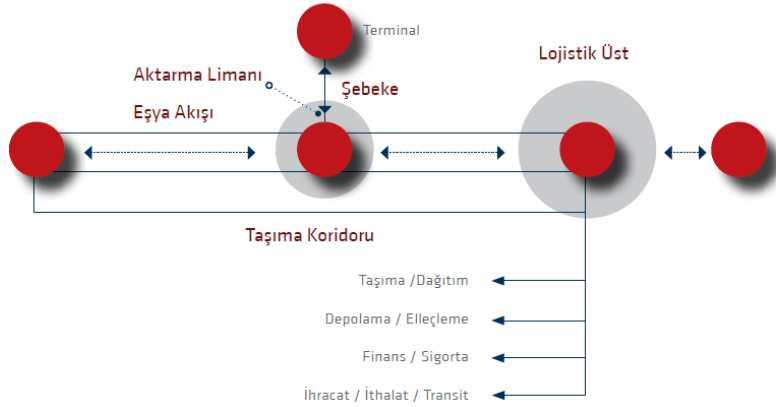 Terminal
Lojistik Üst
Aktarma Limanı
Şebeke
Eşya Akışı
Taşıma Koridoru
Taşıma /Dağıtım
Depolama / Elleçleme
Finans / Sigorta
İhracat / İthalat / Transit